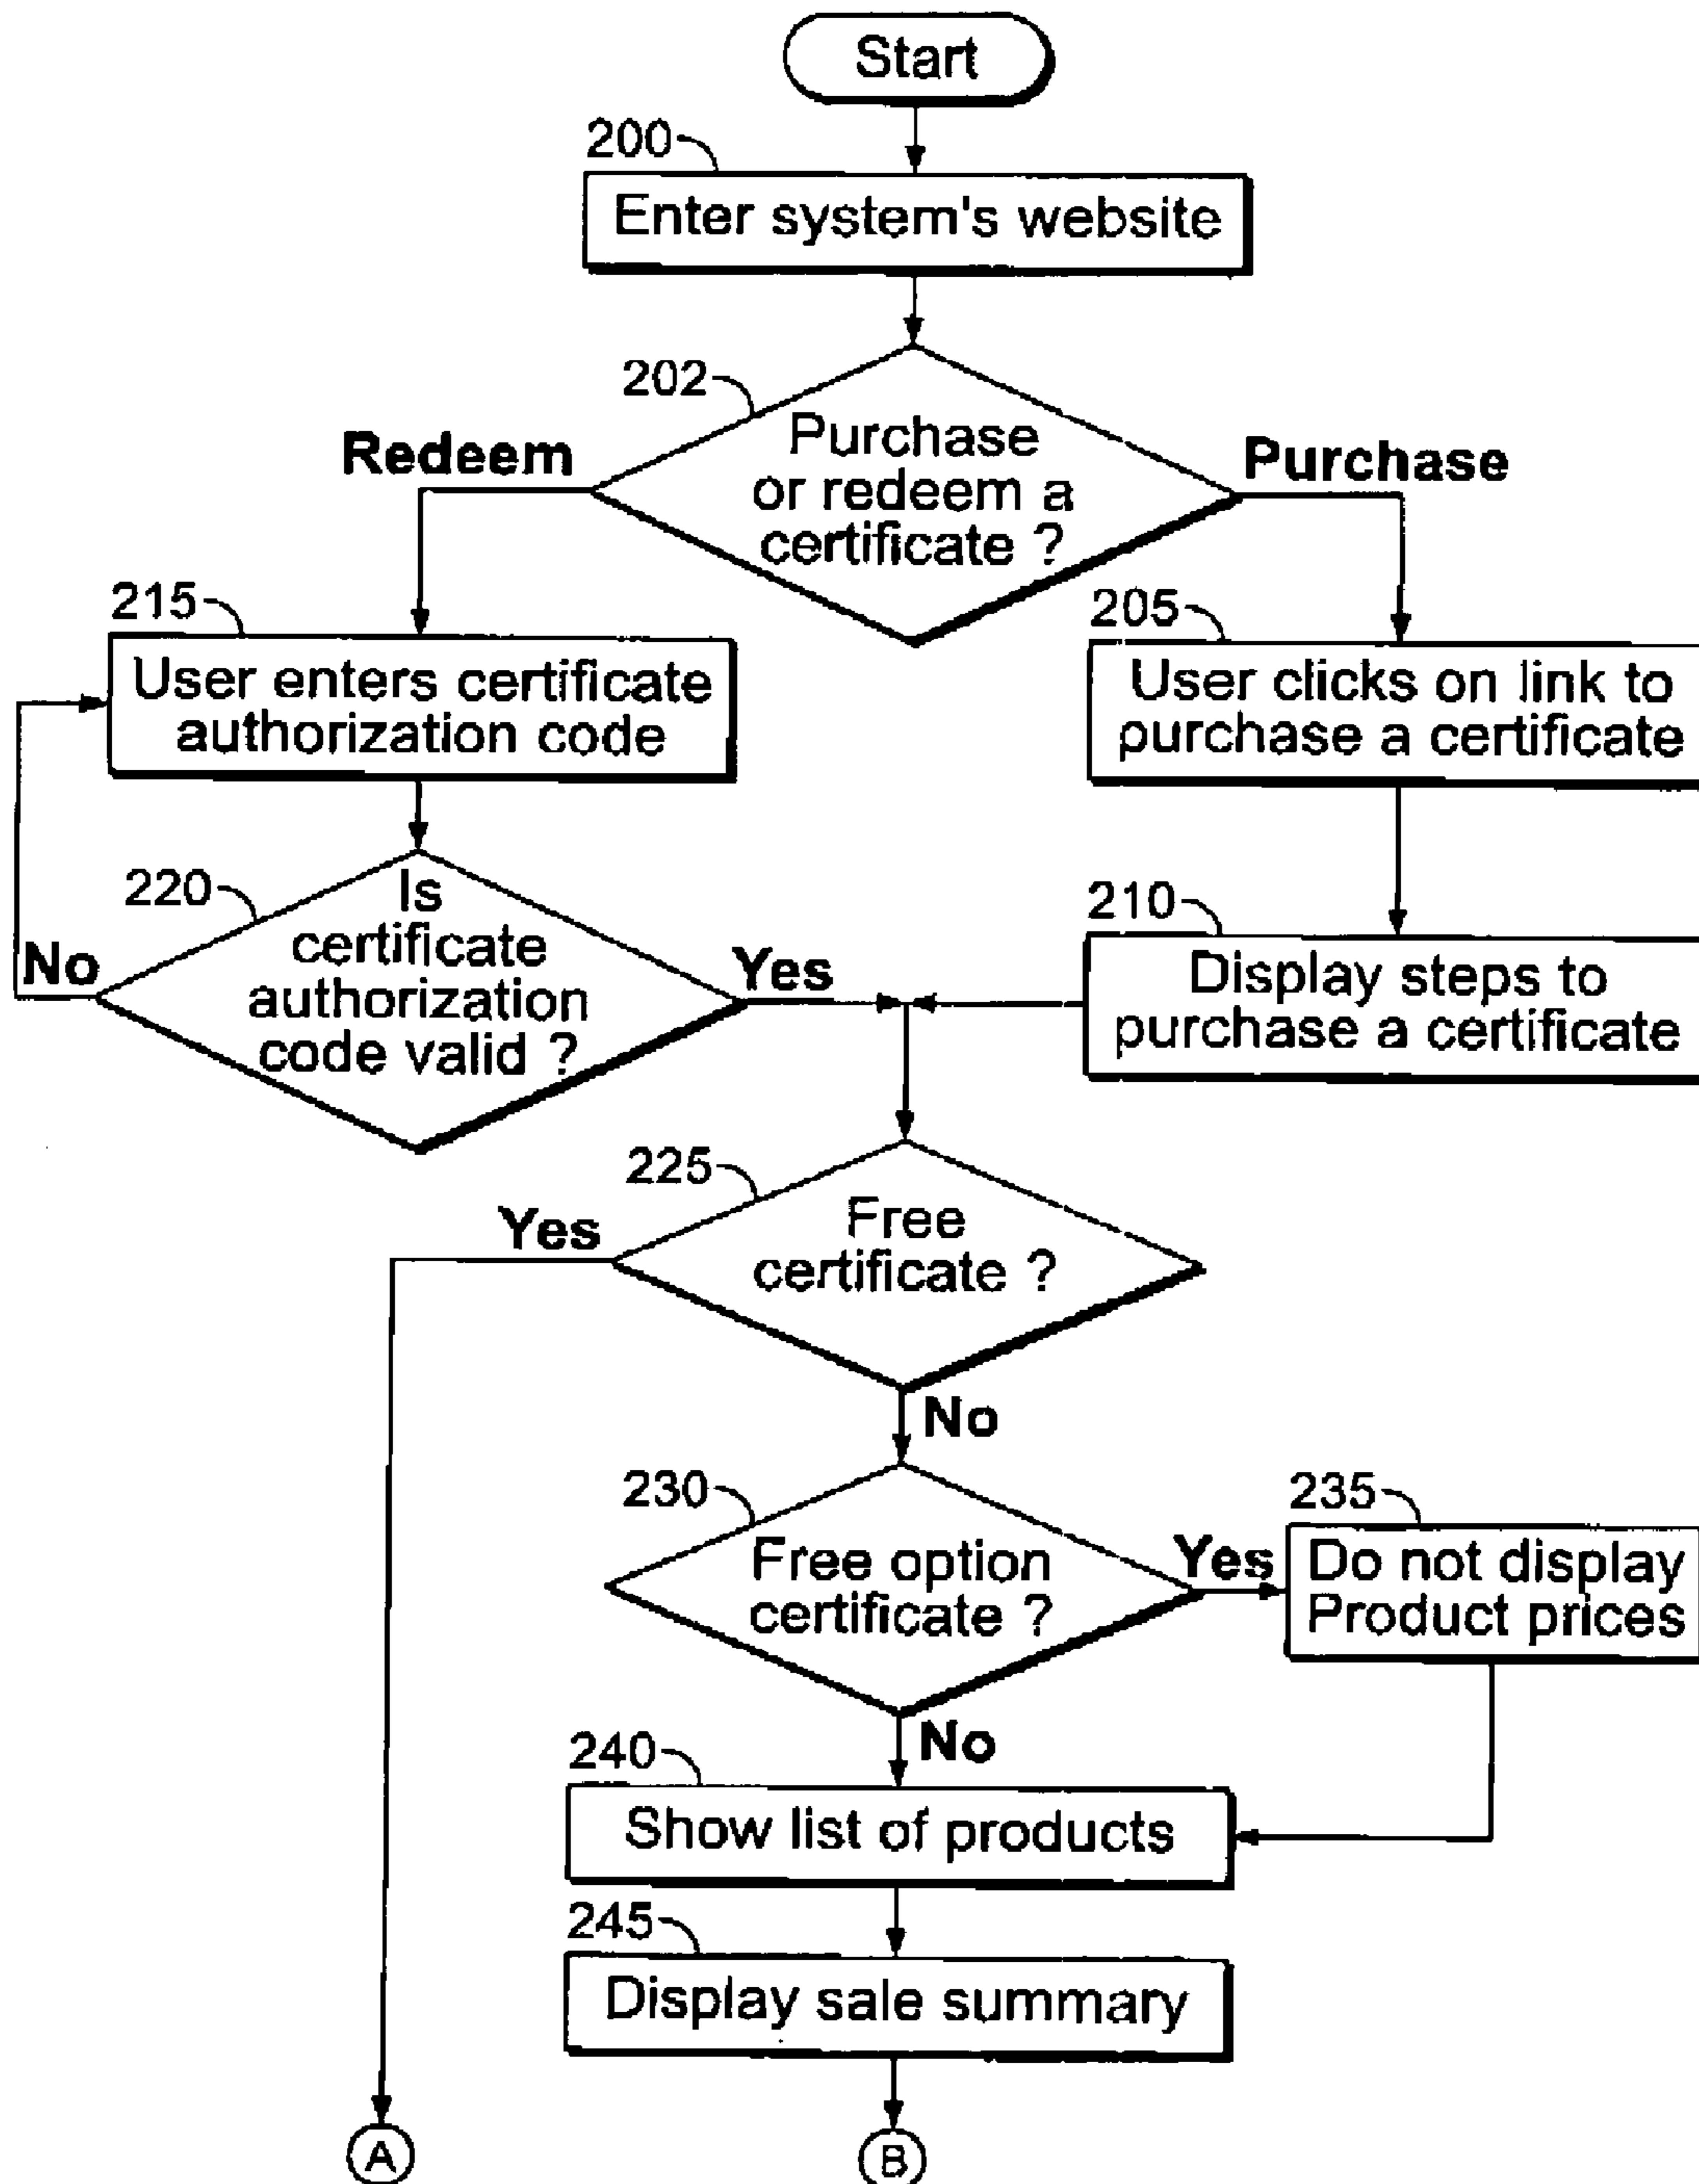 Start
200
Enter system's website
202
Purchase
or redeem a
certificate ?
Redeem
Purchase
215
User enters certificate
authorization code
205
User clicks on link to
purchase a certificate
220
Is
certificate
authorization
code valid ?
No
Yes
210
Display steps to
purchase a certificate
225
Free
certificate ?
Yes
No
230
Free option
certificate ?
Yes
235
Do not display
Product prices
No
240
Show list of products
245
Display sale summary
A
B